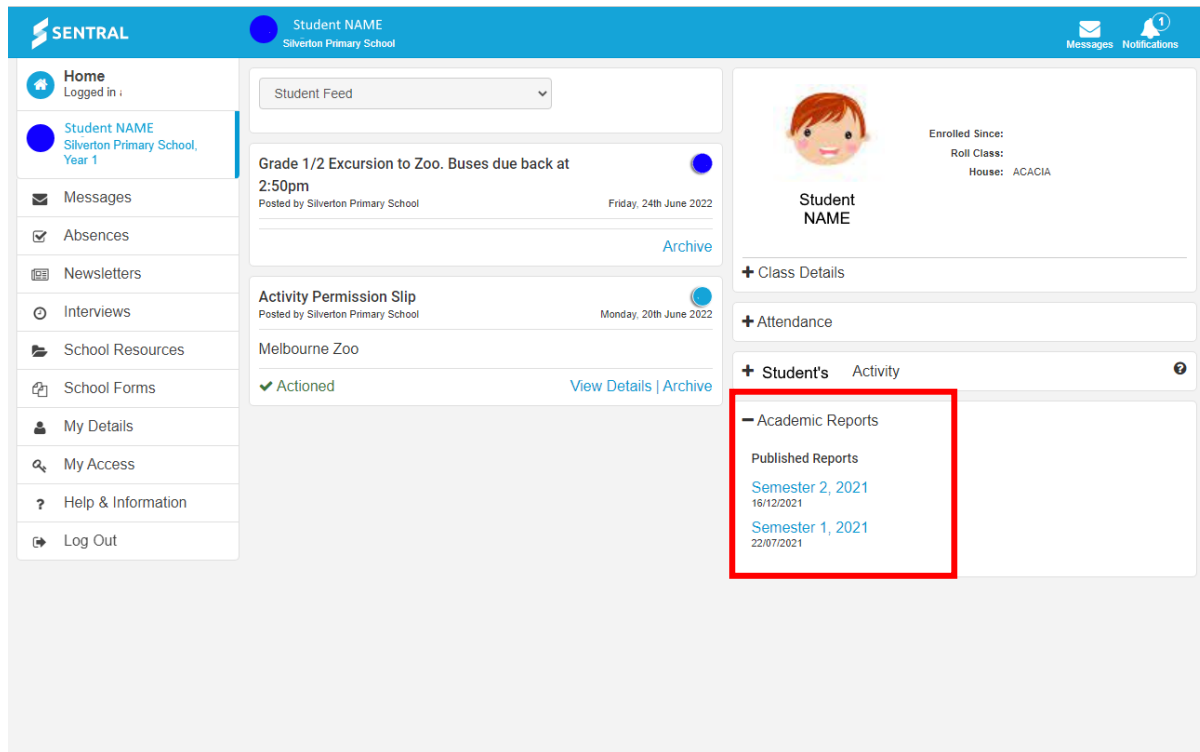 SENTRAL
Student NAME
Silverton Primary School
1
Messages Notifications
Home
Logged in
Student NAME
Silverton Primary School,
Year 1
Messages
Absences
Newsletters
Interviews
School Resources
School Forms
My Details
My Access
? Help & Information
Log Out
Student Feed
Grade 1/2 Excursion to Zoo. Buses due back at
2:50pm
Posted by Silverton Primary School Friday, 24th June 2022
Archive
Activity Permission Slip
Posted by Silverton Primary School Monday, 20th June 2022
Melbourne Zoo
Actioned View Details | Archive
Student
NAME
Enrolled Since:
Roll Class:
House: ACACIA
+ Class Details
+ Attendance
+ Student's Activity ?
− Academic Reports
Published Reports
Semester 2, 2021
16/12/2021
Semester 1, 2021
22/07/2021